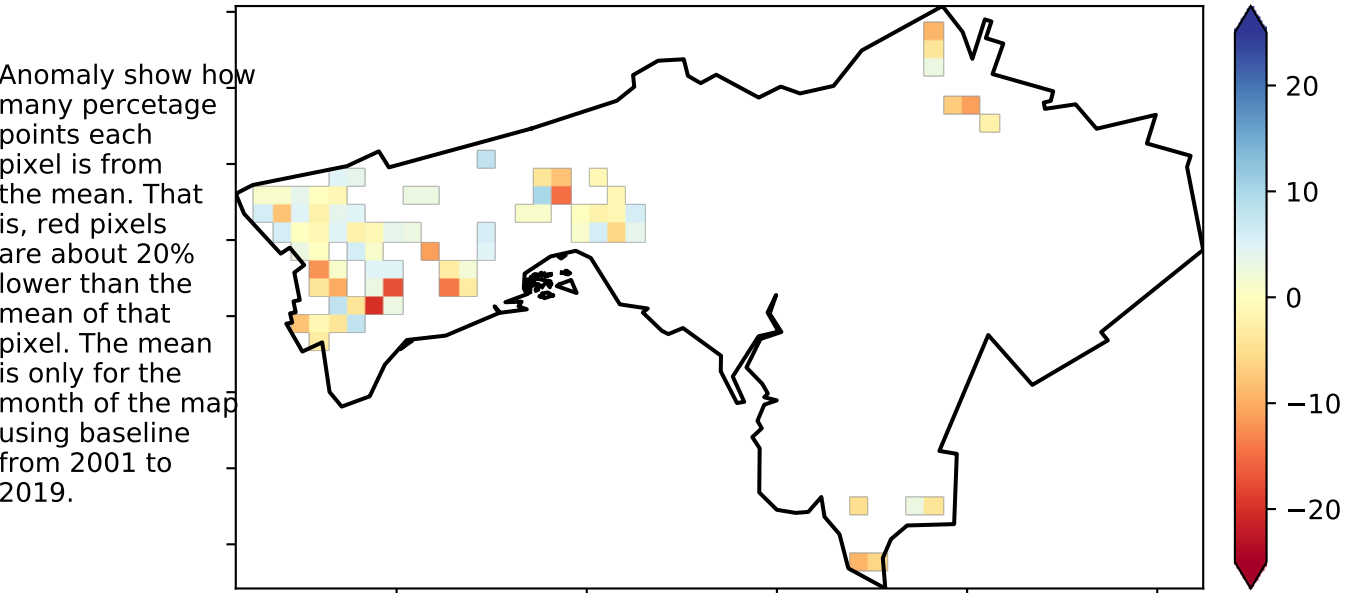 Anomaly show how
many percetage
points each
pixel is from
the mean. That
is, red pixels
are about 20%
lower than the
mean of that
pixel. The mean
is only for the
month of the map
using baseline
from 2001 to
2019.
20
10
0
−10
−20